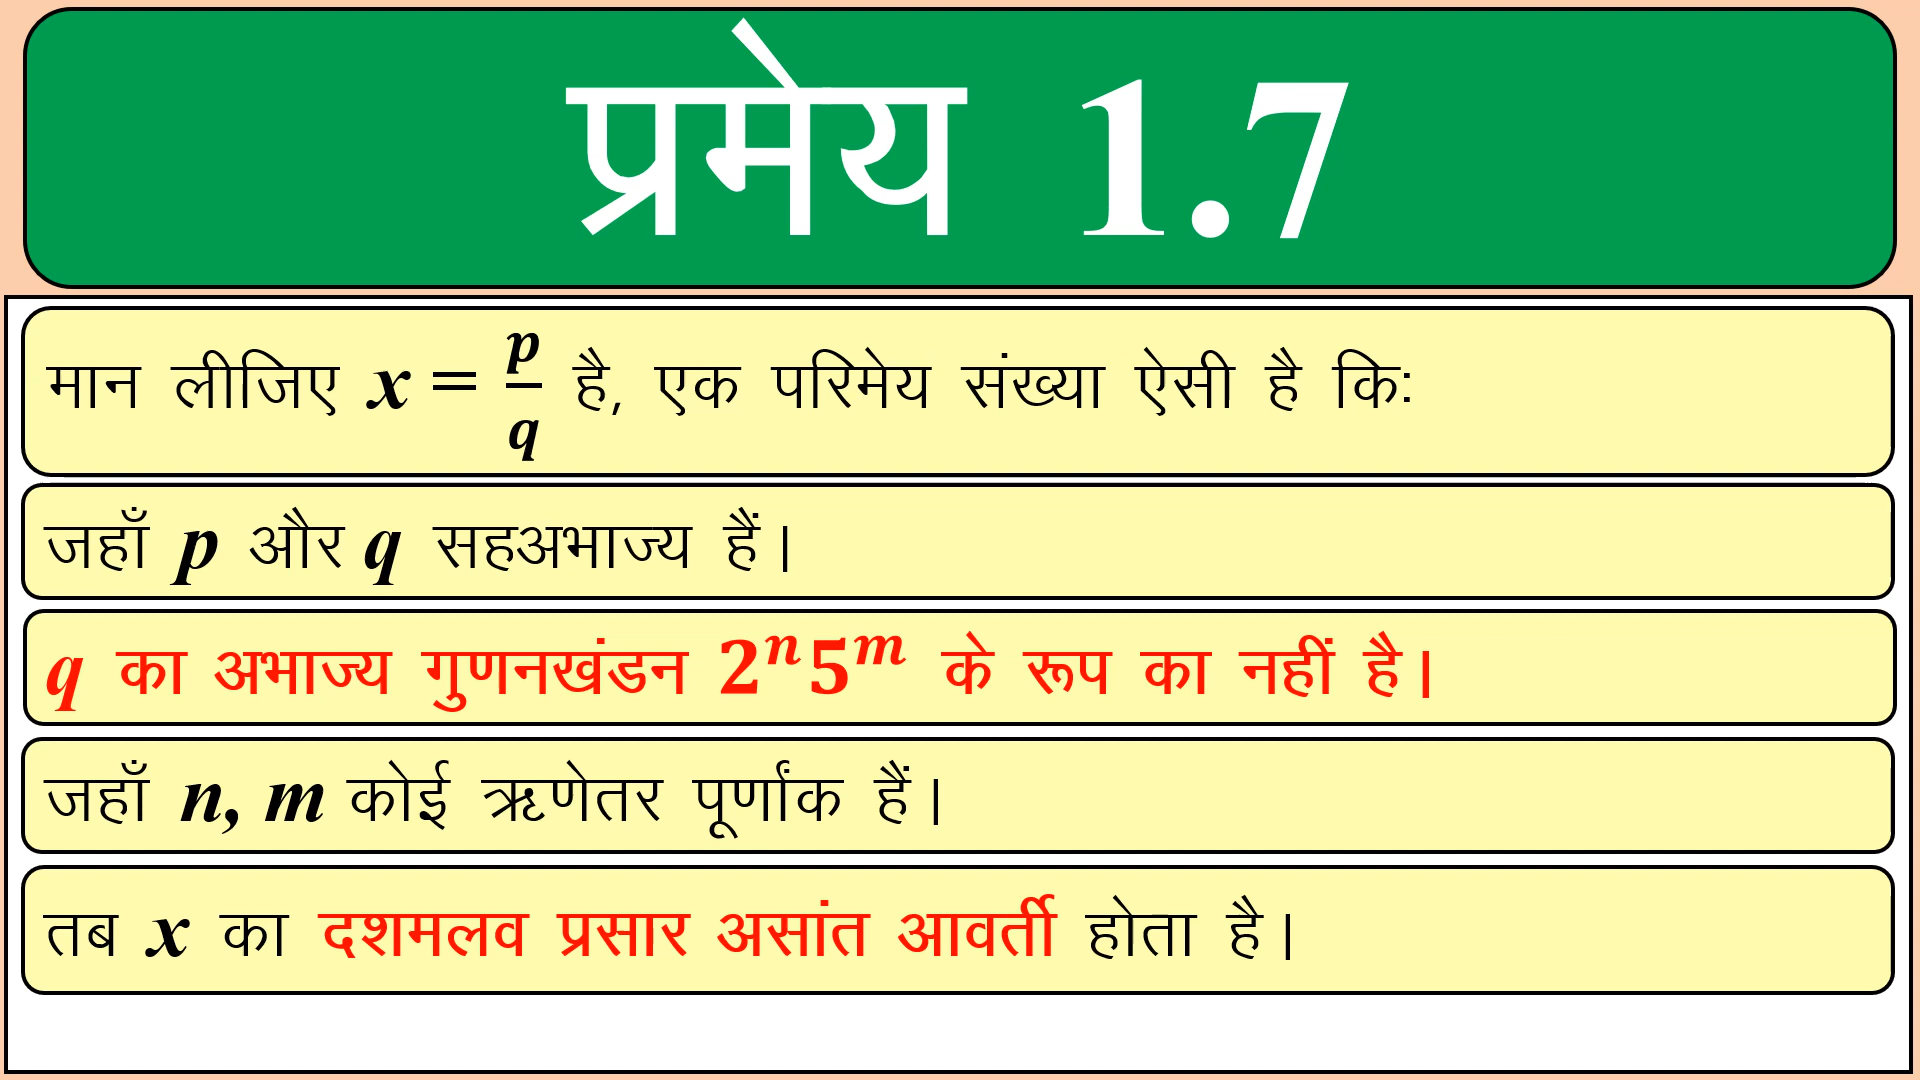 प्रमेय 1.7
मान लीजिए x = p/q है, एक परिमेय संख्या ऐसी है कि:
जहाँ p और q सहअभाज्य हैं।
q का अभाज्य गुणनखंडन 2ⁿ5ᵐ के रूप का नहीं है।
जहाँ n, m कोई ऋणेतर पूर्णांक हैं।
तब x का दशमलव प्रसार असांत आवर्ती होता है।